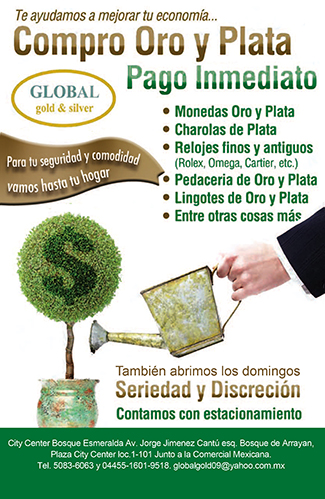 Te ayudamos a mejorar tu economía...
Compro Oro y Plata
Pago Inmediato
GLOBAL
gold & silver
• Monedas Oro y Plata
• Charolas de Plata
• Relojes finos y antiguos
(Rolex, Omega, Cartier, etc.)
• Pedaceria de Oro y Plata
• Lingotes de Oro y Plata
• Entre otras cosas más
Para tu seguridad y comodidad
vamos hasta tu hogar
$
También abrimos los domingos
Seriedad y Discreción
Contamos con estacionamiento
City Center Bosque Esmeralda Av. Jorge Jimenez Cantú esq. Bosque de Arrayan,
Plaza City Center loc.1-101 Junto a la Comercial Mexicana.
Tel. 5083-6063 y 04455-1601-9518. globalgold09@yahoo.com.mx